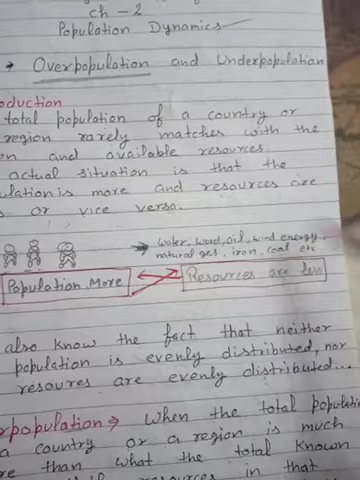 ch - 2
Population Dynamics
→ Overpopulation and Underpopulation
oduction
total population of a country or
region rarely matches with the
on and available resources.
actual situation is that the
ulation is more and resources are
s or vice versa.
→ water, wood, oil, wind energy,
natural gas, iron, coal etc
Population More
Resources are less
also know the fact that neither
population is evenly distributed, nor
resoures are evenly distributed...
rpopulation → When the total populati
a country or a region is much
re than what the total known
resources in that